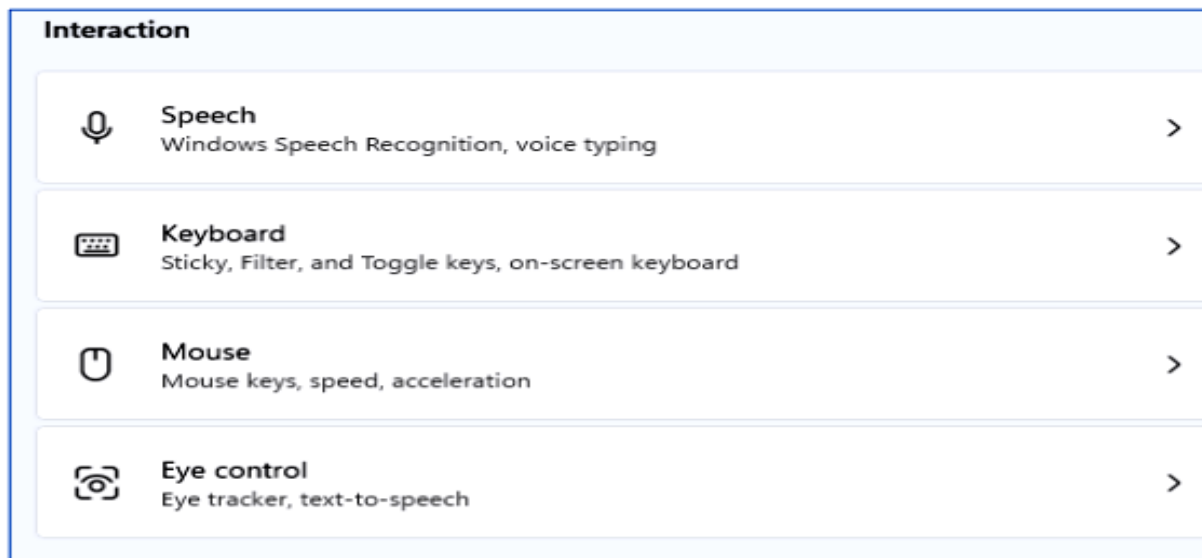 Interaction
Speech
Windows Speech Recognition, voice typing
Keyboard
Sticky, Filter, and Toggle keys, on-screen keyboard
Mouse
Mouse keys, speed, acceleration
Eye control
Eye tracker, text-to-speech